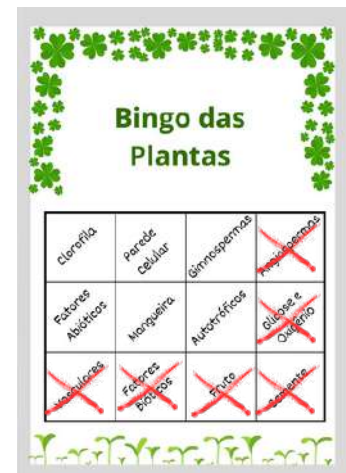 Bingo das
Plantas
Clorofila
Parede
Celular
Gimnospermas
Angiospermas
Fatores
Abióticos
Mangueira
Autotróficos
Glicose e
Oxigênio
Vasculares
Fatores
Bióticos
Fruto
Semente